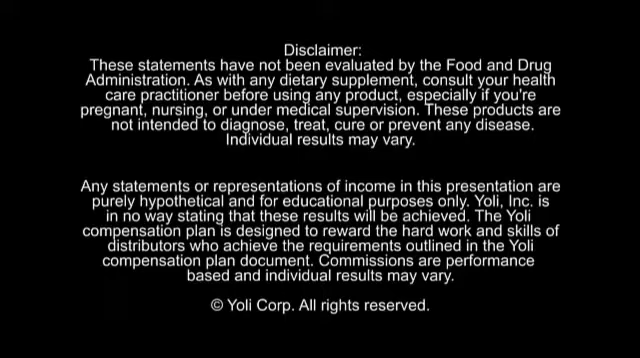 Disclaimer:
These statements have not been evaluated by the Food and Drug
Administration. As with any dietary supplement, consult your health
care practitioner before using any product, especially if you're
pregnant, nursing, or under medical supervision. These products are
not intended to diagnose, treat, cure or prevent any disease.
Individual results may vary.
Any statements or representations of income in this presentation are
purely hypothetical and for educational purposes only. Yoli, Inc. is
in no way stating that these results will be achieved. The Yoli
compensation plan is designed to reward the hard work and skills of
distributors who achieve the requirements outlined in the Yoli
compensation plan document. Commissions are performance
based and individual results may vary.
© Yoli Corp. All rights reserved.